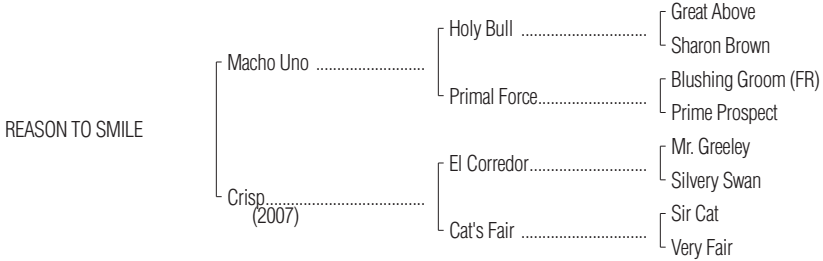 Great Above
Holy Bull ................................
Sharon Brown
Macho Uno ...........................
Blushing Groom (FR)
Primal Force...........................
Prime Prospect
REASON TO SMILE
Mr. Greeley
El Corredor.............................
Silvery Swan
Crisp.......................................
(2007)
Sir Cat
Cat's Fair ................................
Very Fair